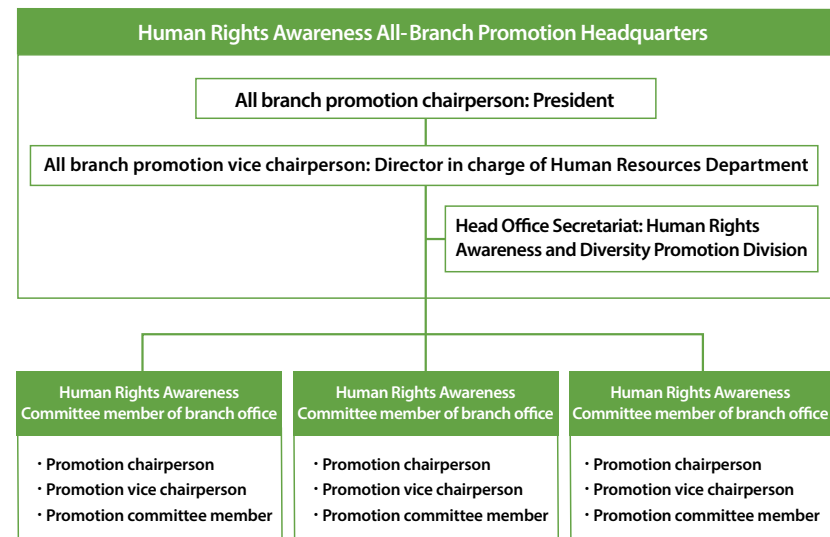 Human Rights Awareness All-Branch Promotion Headquarters
All branch promotion chairperson: President
All branch promotion vice chairperson: Director in charge of Human Resources Department
Head Office Secretariat: Human Rights
Awareness and Diversity Promotion Division
Human Rights Awareness
Committee member of branch office
・Promotion chairperson
・Promotion vice chairperson
・Promotion committee member
Human Rights Awareness
Committee member of branch office
・Promotion chairperson
・Promotion vice chairperson
・Promotion committee member
Human Rights Awareness
Committee member of branch office
・Promotion chairperson
・Promotion vice chairperson
・Promotion committee member